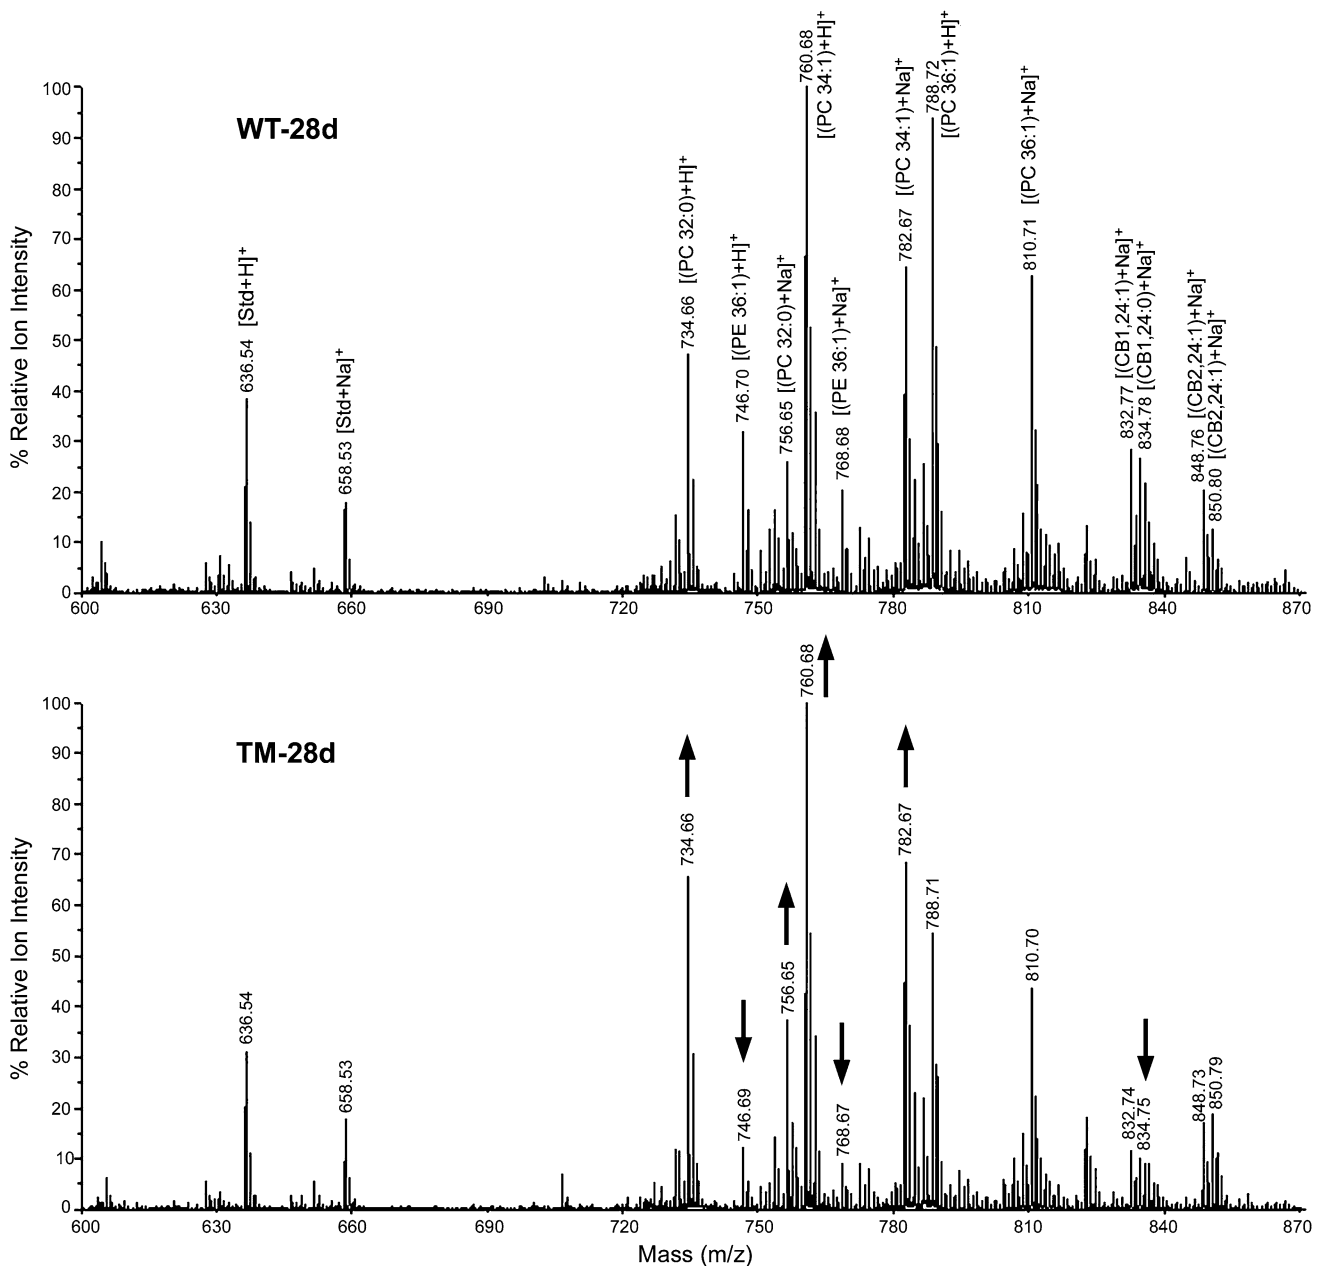 WT-28d
% Relative Ion Intensity
100
90
80
70
60
50
40
30
20
10
0
636.54 [Std+H]+
658.53 [Std+Na]+
734.66 [(PC 32:0)+H]+
746.70 [(PE 36:1)+H]+
756.65 [(PC 32:0)+Na]+
760.68
[(PC 34:1)+H]+
768.68 [(PE 36:1)+Na]+
782.67 [(PC 34:1)+Na]+
788.72
[(PC 36:1)+H]+
810.71 [(PC 36:1)+Na]+
832.77 [(CB1,24:1)+Na]+
834.78 [(CB1,24:0)+Na]+
848.76 [(CB2,24:1)+Na]+
850.80 [(CB2,24:1)+Na]+
600 630 660 690 720 750 780 810 840 870
TM-28d
% Relative Ion Intensity
100
90
80
70
60
50
40
30
20
10
0
636.54
658.53
734.66
746.69
756.65
760.68
768.67
782.67
788.71
810.70
832.74
834.75
848.73
850.79
600 630 660 690 720 750 780 810 840 870
Mass (m/z)